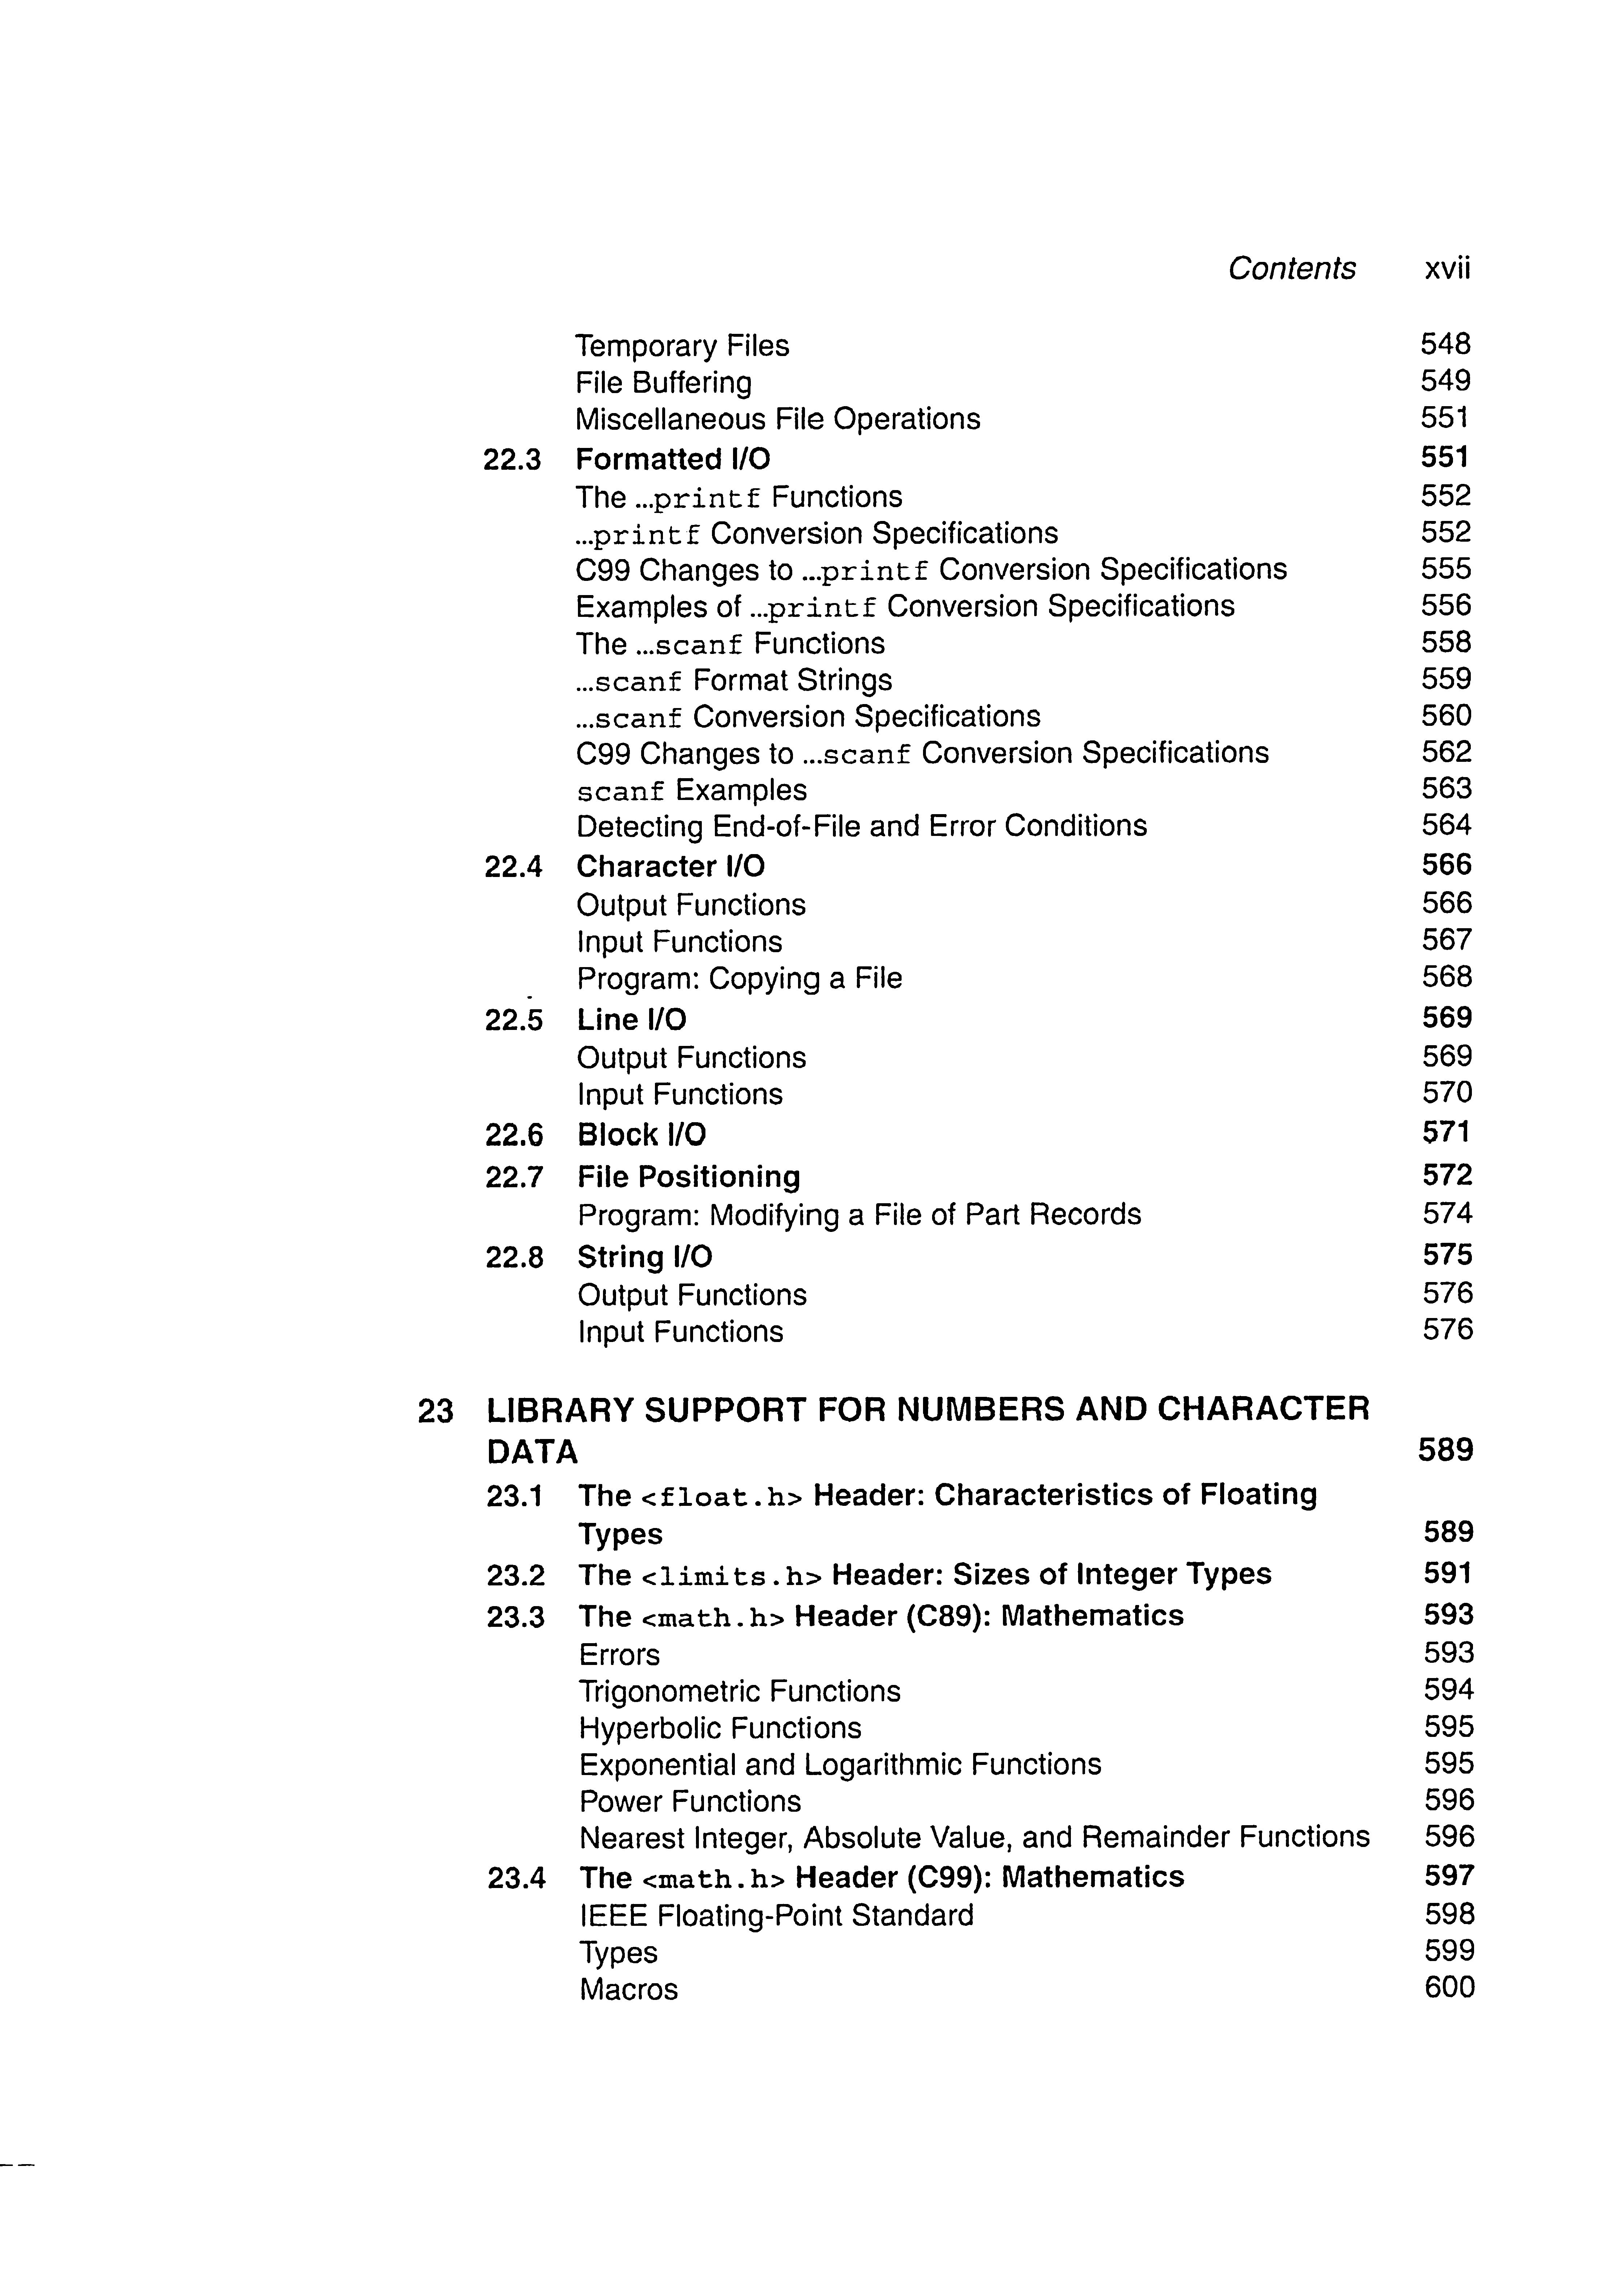 Contents xvii
Temporary Files 548
File Buffering 549
Miscellaneous File Operations 551
22.3 Formatted I/O 551
The ...printf Functions 552
...printf Conversion Specifications 552
C99 Changes to ...printf Conversion Specifications 555
Examples of ...printf Conversion Specifications 556
The ...scanf Functions 558
...scanf Format Strings 559
...scanf Conversion Specifications 560
C99 Changes to ...scanf Conversion Specifications 562
scanf Examples 563
Detecting End-of-File and Error Conditions 564
22.4 Character I/O 566
Output Functions 566
Input Functions 567
Program: Copying a File 568
22.5 Line I/O 569
Output Functions 569
Input Functions 570
22.6 Block I/O 571
22.7 File Positioning 572
Program: Modifying a File of Part Records 574
22.8 String I/O 575
Output Functions 576
Input Functions 576
23 LIBRARY SUPPORT FOR NUMBERS AND CHARACTER
DATA 589
23.1 The <float.h> Header: Characteristics of Floating
Types 589
23.2 The <limits.h> Header: Sizes of Integer Types 591
23.3 The <math.h> Header (C89): Mathematics 593
Errors 593
Trigonometric Functions 594
Hyperbolic Functions 595
Exponential and Logarithmic Functions 595
Power Functions 596
Nearest Integer, Absolute Value, and Remainder Functions 596
23.4 The <math.h> Header (C99): Mathematics 597
IEEE Floating-Point Standard 598
Types 599
Macros 600